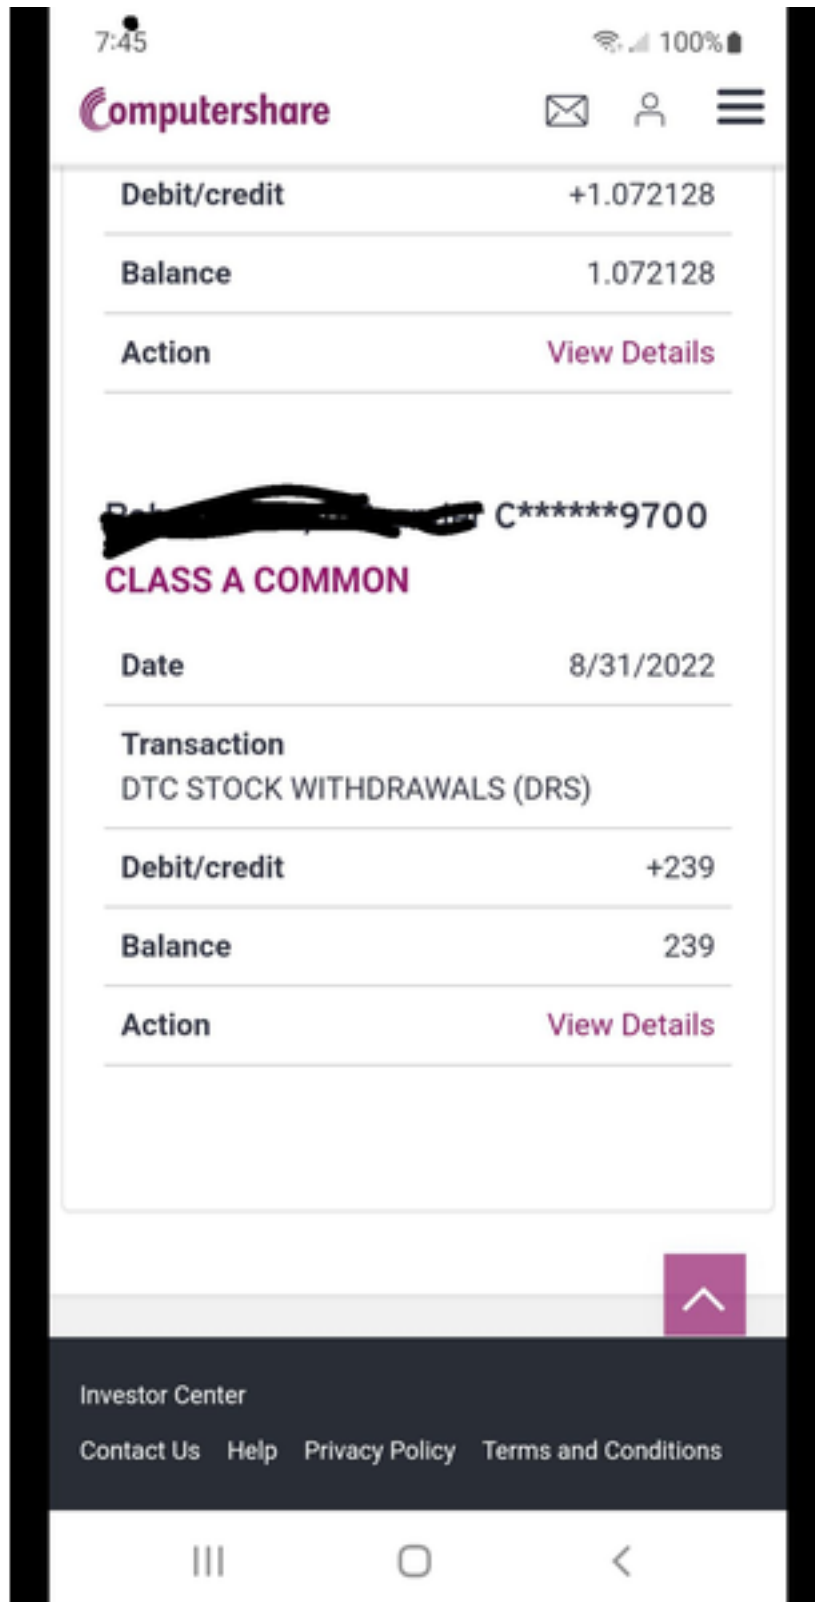 7:45 100%
Computershare
Debit/credit +1.072128
Balance 1.072128
Action View Details
C******9700
CLASS A COMMON
Date 8/31/2022
Transaction
DTC STOCK WITHDRAWALS (DRS)
Debit/credit +239
Balance 239
Action View Details
Investor Center
Contact Us Help Privacy Policy Terms and Conditions